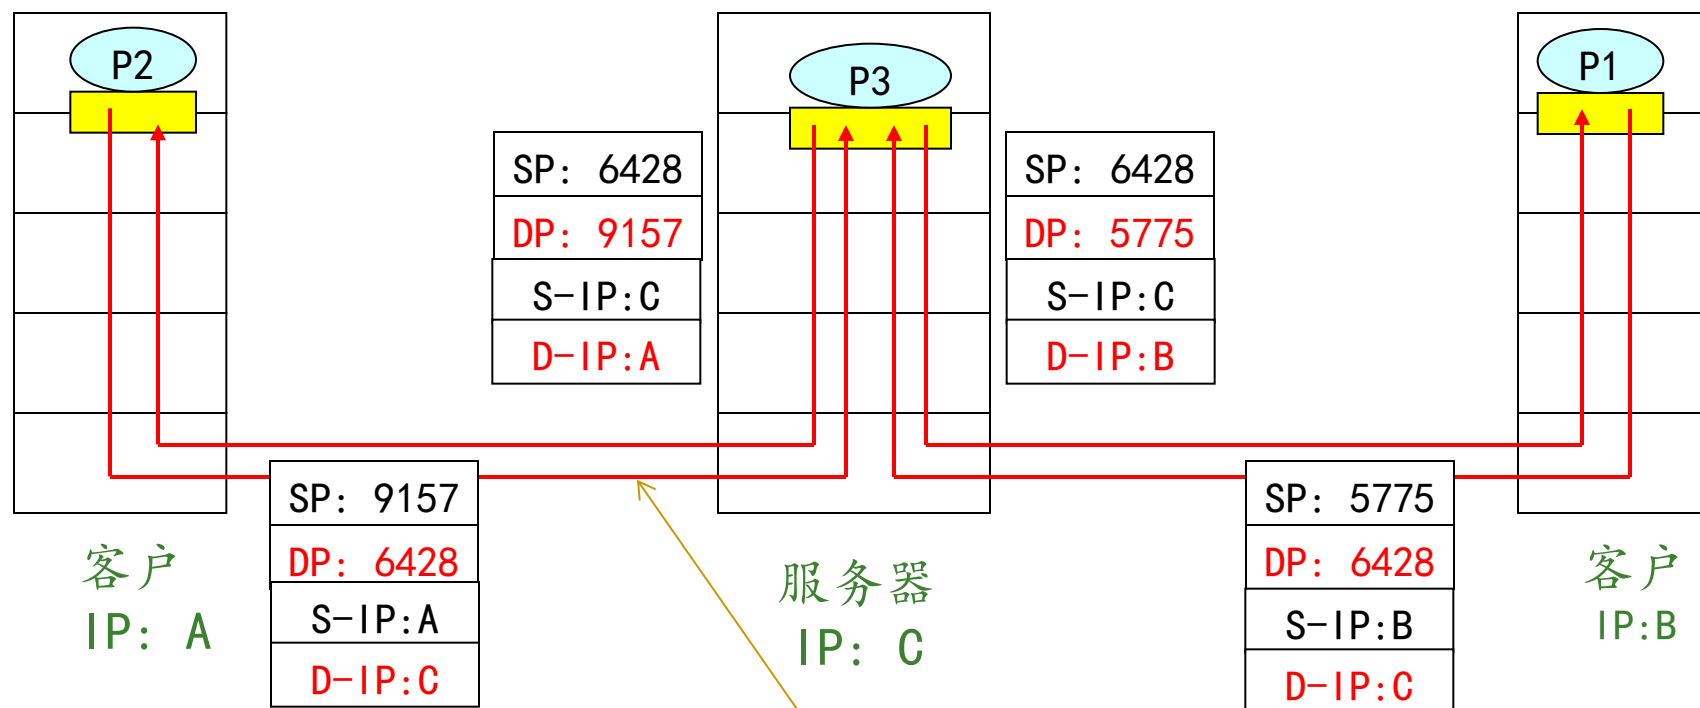 P2
P3
P1
SP: 6428
DP: 9157
S-IP:C
D-IP:A
SP: 6428
DP: 5775
S-IP:C
D-IP:B
SP: 9157
DP: 6428
S-IP:A
D-IP:C
SP: 5775
DP: 6428
S-IP:B
D-IP:C
客户
IP: A
服务器
IP: C
客户
IP:B